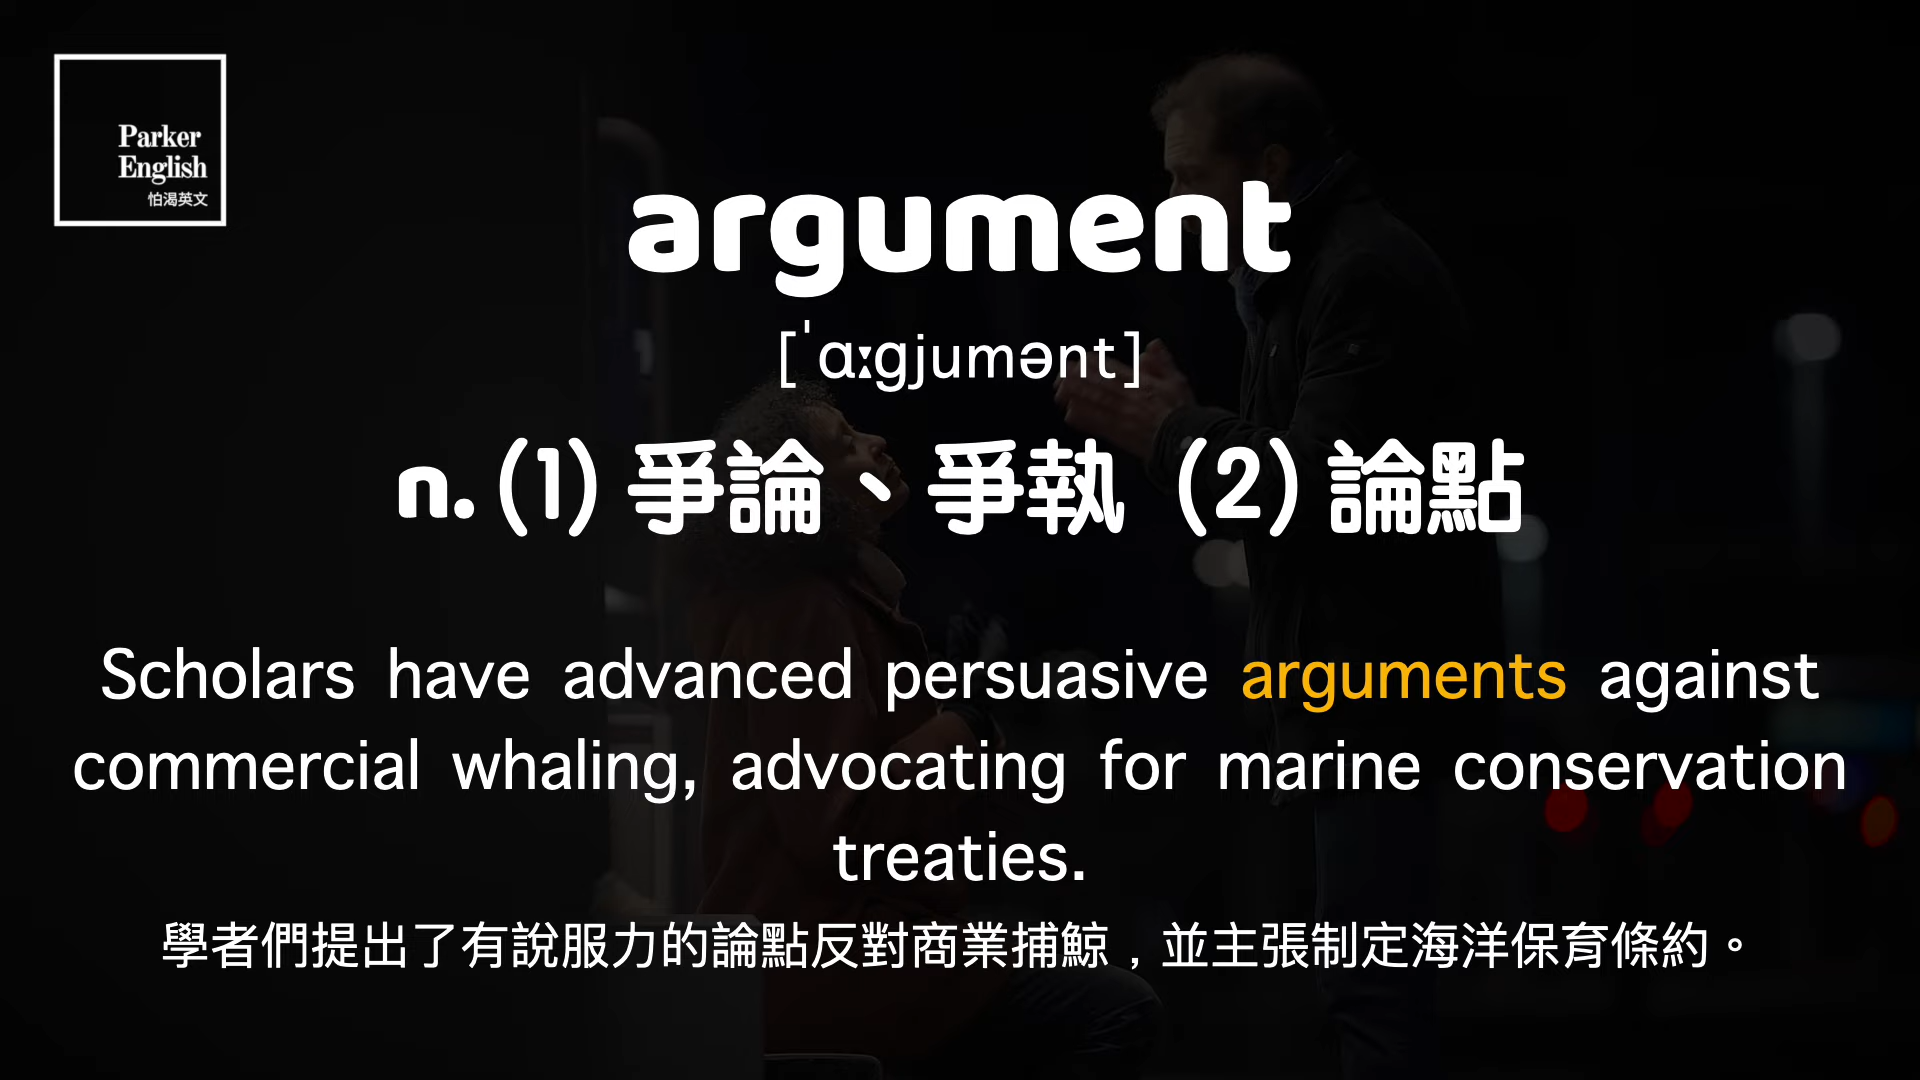 Parker
English
怕渴英文
argument
[ˈɑːgjumənt]
n. (1) 爭論、爭執 (2) 論點
Scholars have advanced persuasive arguments against
commercial whaling, advocating for marine conservation
treaties.
學者們提出了有說服力的論點反對商業捕鯨，並主張制定海洋保育條約。